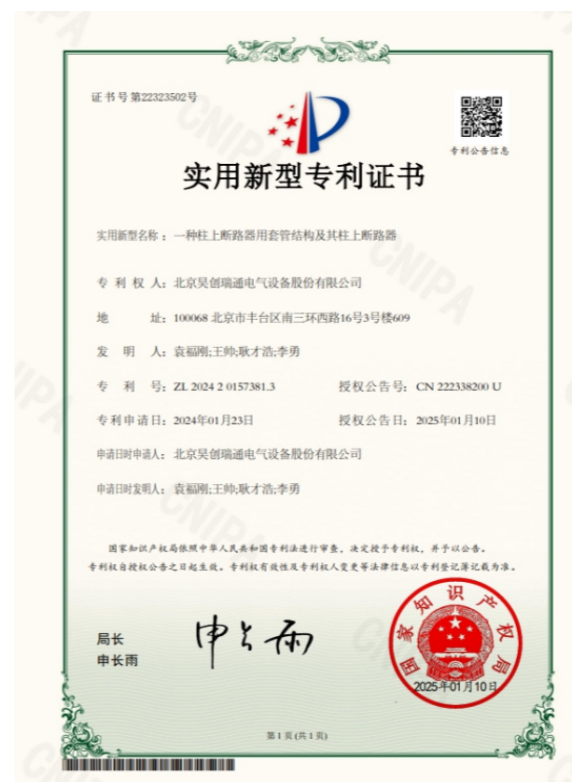 证书号第22323502号
专利公告信息
实用新型专利证书
实用新型名称：一种柱上断路器用套管结构及其柱上断路器
专利权人：北京昊创瑞通电气设备股份有限公司
地址：100068 北京市丰台区南三环西路16号3号楼609
发明人：袁福刚;王帅;耿才浩;李勇
专利号：ZL 2024 2 0157381.3 授权公告号：CN 222338200 U
专利申请日：2024年01月23日 授权公告日：2025年01月10日
申请日时申请人：北京昊创瑞通电气设备股份有限公司
申请日时发明人：袁福刚;王帅;耿才浩;李勇
国家知识产权局依照中华人民共和国专利法进行审查，决定授予专利权，并予以公告。
专利权自授权公告之日起生效。专利权有效性及专利权人变更等法律信息以专利登记簿记载为准。
局长
申长雨
申长雨
国家知识产权局
2025年01月10日
第 1 页 (共 1 页)
CNIPA
CNIPA
CNIPA
CNIPA